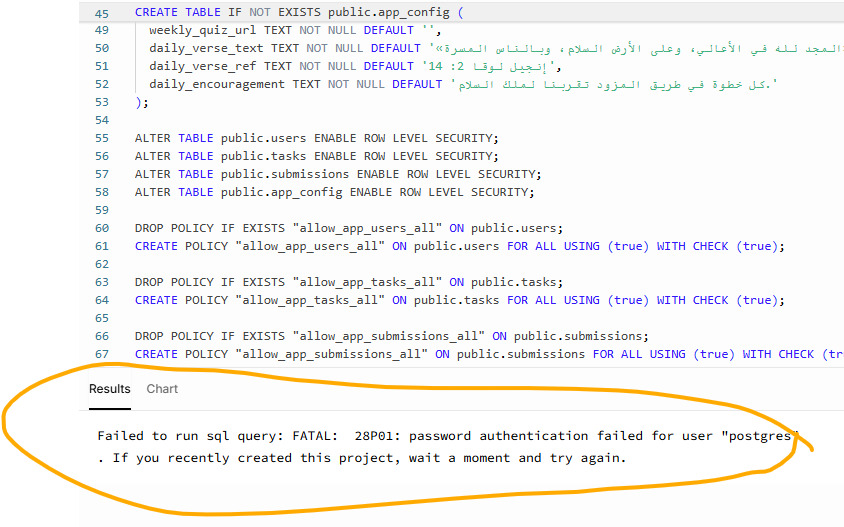 45 CREATE TABLE IF NOT EXISTS public.app_config (
49 weekly_quiz_url TEXT NOT NULL DEFAULT '',
50 daily_verse_text TEXT NOT NULL DEFAULT '«المجد لله في الأعالي، وعلى الأرض السلام، وبالناس المسرة
51 daily_verse_ref TEXT NOT NULL DEFAULT 'إنجيل لوقا 2: 14',
52 daily_encouragement TEXT NOT NULL DEFAULT 'كل خطوة في طريق المزود تقربنا لملك السلام.'
53 );
54
55 ALTER TABLE public.users ENABLE ROW LEVEL SECURITY;
56 ALTER TABLE public.tasks ENABLE ROW LEVEL SECURITY;
57 ALTER TABLE public.submissions ENABLE ROW LEVEL SECURITY;
58 ALTER TABLE public.app_config ENABLE ROW LEVEL SECURITY;
59
60 DROP POLICY IF EXISTS "allow_app_users_all" ON public.users;
61 CREATE POLICY "allow_app_users_all" ON public.users FOR ALL USING (true) WITH CHECK (true);
62
63 DROP POLICY IF EXISTS "allow_app_tasks_all" ON public.tasks;
64 CREATE POLICY "allow_app_tasks_all" ON public.tasks FOR ALL USING (true) WITH CHECK (true);
65
66 DROP POLICY IF EXISTS "allow_app_submissions_all" ON public.submissions;
67 CREATE POLICY "allow_app_submissions_all" ON public.submissions FOR ALL USING (true) WITH CHECK (tr
Results Chart
Failed to run sql query: FATAL: 28P01: password authentication failed for user "postgres"
. If you recently created this project, wait a moment and try again.